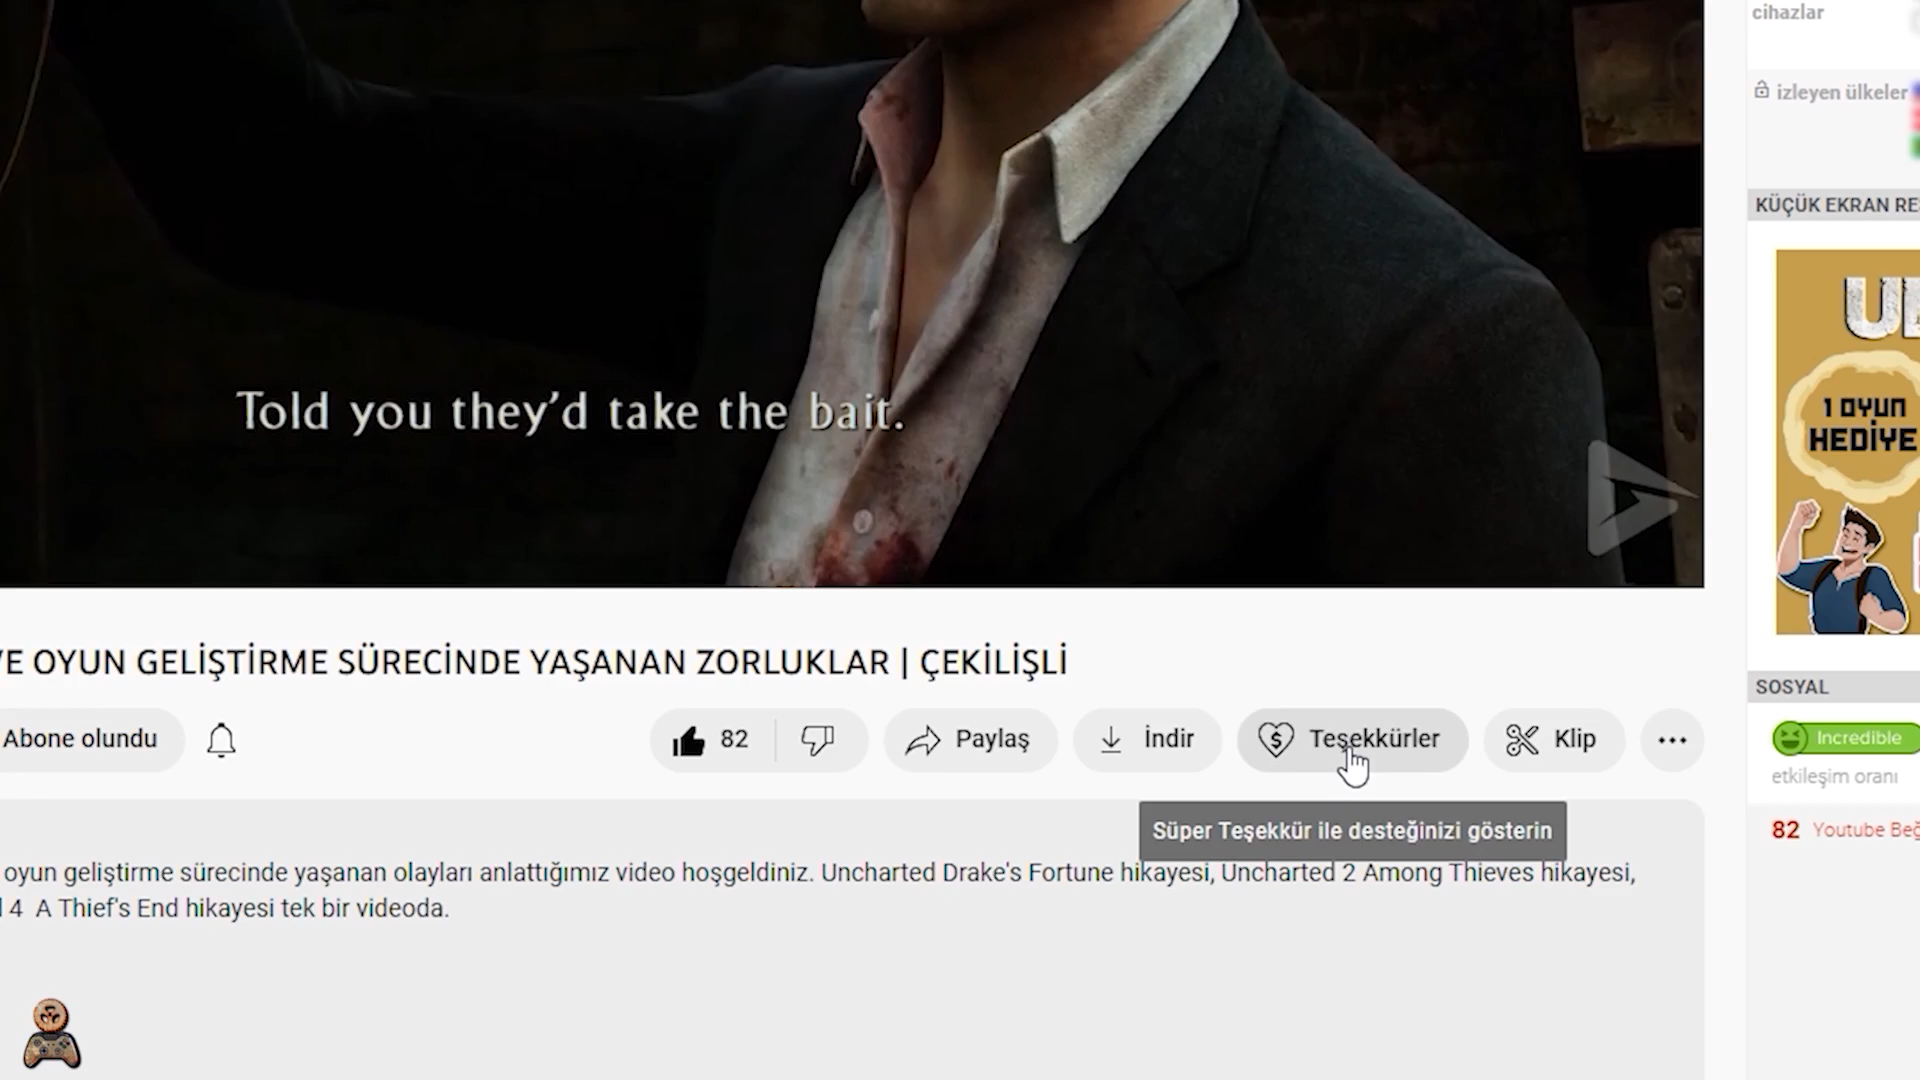 Told you they'd take the bait.
VE OYUN GELİŞTİRME SÜRECİNDE YAŞANAN ZORLUKLAR | ÇEKİLİŞLİ
Abone olundu
82
Paylaş
İndir
Teşekkürler
Klip
Süper Teşekkür ile desteğinizi gösterin
oyun geliştirme sürecinde yaşanan olayları anlattığımız video hoşgeldiniz. Uncharted Drake's Fortune hikayesi, Uncharted 2 Among Thieves hikayesi,
4 A Thief's End hikayesi tek bir videoda.
cihazlar
izleyen ülkeler
KÜÇÜK EKRAN RE
1 OYUN
HEDİYE
SOSYAL
Incredible
etkileşim oranı
82 Youtube Beğ